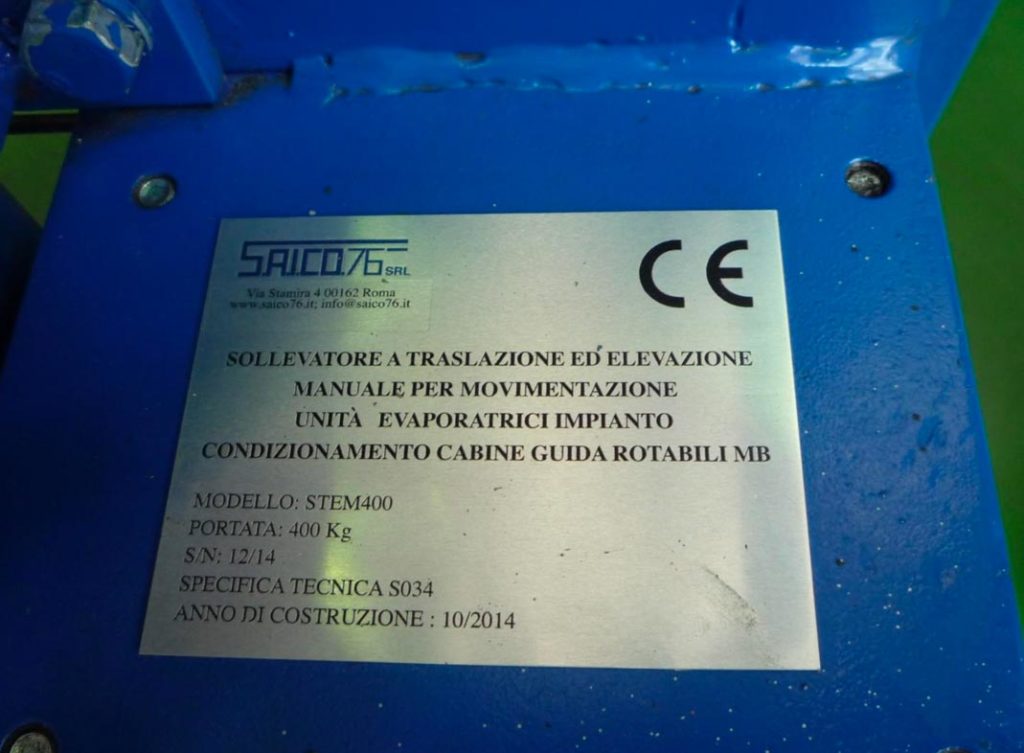 S.A.I.CO.76 SRL
CE
Via Stamira 4 00162 Roma
www.saico76.it; info@saico76.it
SOLLEVATORE A TRASLAZIONE ED ELEVAZIONE
MANUALE PER MOVIMENTAZIONE
UNITÀ EVAPORATRICI IMPIANTO
CONDIZIONAMENTO CABINE GUIDA ROTABILI MB
MODELLO: STEM400
PORTATA: 400 Kg
S/N: 12/14
SPECIFICA TECNICA S034
ANNO DI COSTRUZIONE : 10/2014